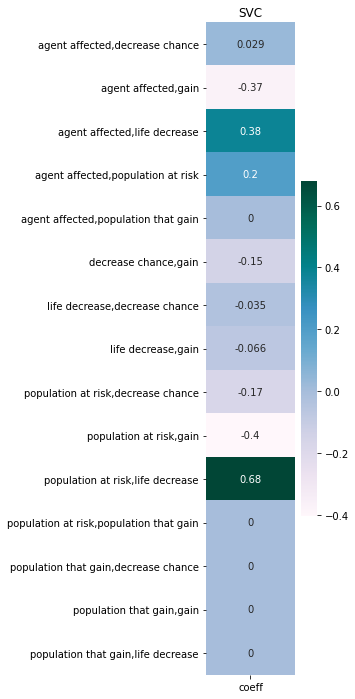 SVC
agent affected,decrease chance 0.029
agent affected,gain -0.37
agent affected,life decrease 0.38
agent affected,population at risk 0.2
agent affected,population that gain 0
decrease chance,gain -0.15
life decrease,decrease chance -0.035
life decrease,gain -0.066
population at risk,decrease chance -0.17
population at risk,gain -0.4
population at risk,life decrease 0.68
population at risk,population that gain 0
population that gain,decrease chance 0
population that gain,gain 0
population that gain,life decrease 0
coeff
0.6
0.4
0.2
0.0
−0.2
−0.4